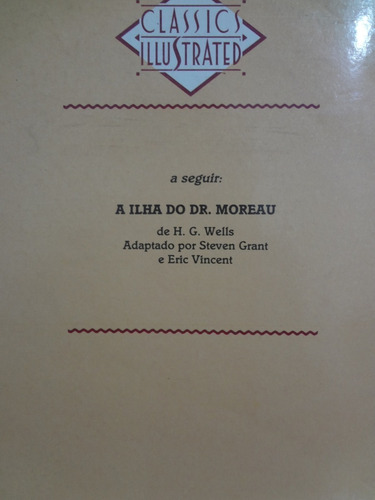 CLASSICS
ILLUSTRATED
a seguir:
A ILHA DO DR. MOREAU
de H. G. Wells
Adaptado por Steven Grant
e Eric Vincent